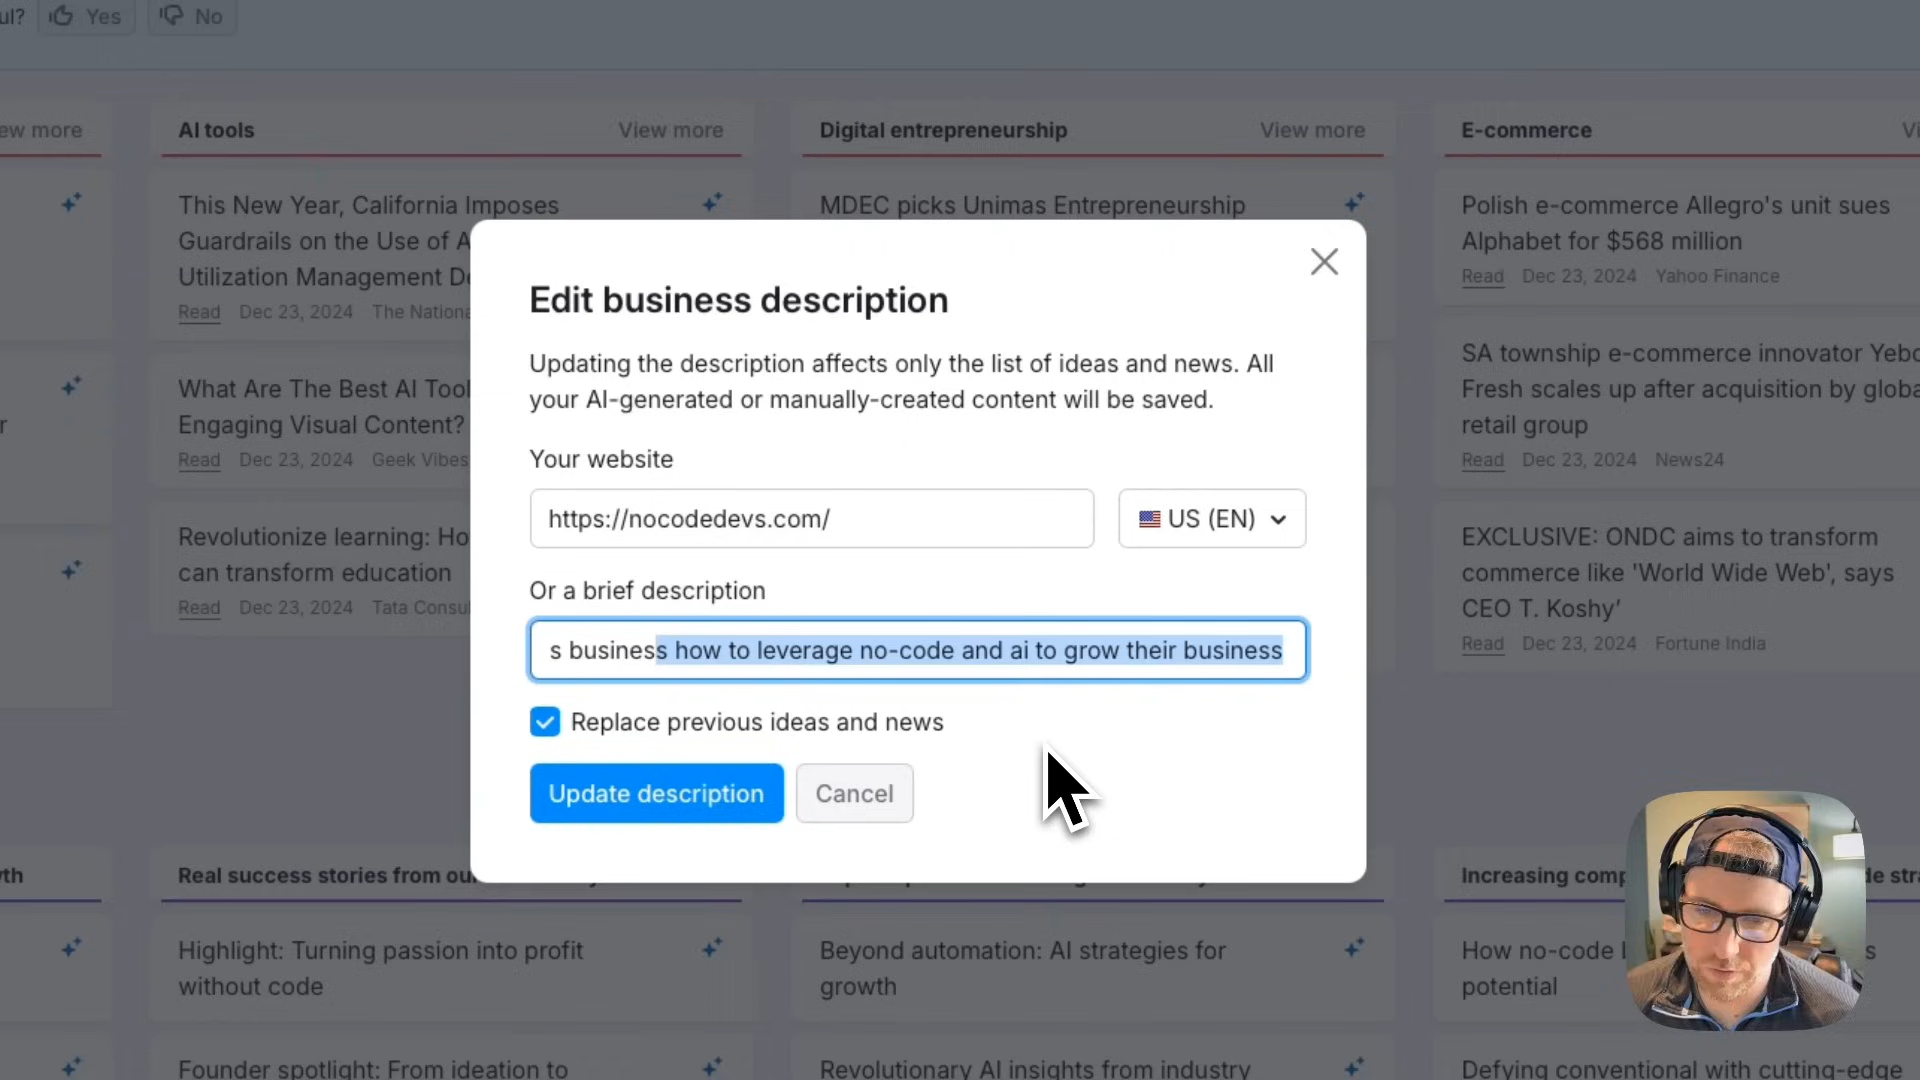 ul? Yes No
ew more
AI tools View more
Digital entrepreneurship View more
E-commerce
This New Year, California Imposes
Guardrails on the Use of A
Utilization Management De
Read Dec 23, 2024 The Nationa
What Are The Best AI Tool
Engaging Visual Content?
Read Dec 23, 2024 Geek Vibes
Revolutionize learning: Ho
can transform education
Read Dec 23, 2024 Tata Consul
MDEC picks Unimas Entrepreneurship
Polish e-commerce Allegro's unit sues
Alphabet for $568 million
Read Dec 23, 2024 Yahoo Finance
SA township e-commerce innovator Yebo
Fresh scales up after acquisition by globa
retail group
Read Dec 23, 2024 News24
EXCLUSIVE: ONDC aims to transform
commerce like 'World Wide Web', says
CEO T. Koshy’
Read Dec 23, 2024 Fortune India
Edit business description
Updating the description affects only the list of ideas and news. All
your AI-generated or manually-created content will be saved.
Your website
https://nocodedevs.com/ US (EN)
Or a brief description
s business how to leverage no-code and ai to grow their business
Replace previous ideas and news
Update description Cancel
th
Real success stories from ou
Increasing comp
de stra
Highlight: Turning passion into profit
without code
Beyond automation: AI strategies for
growth
How no-code
potential
Founder spotlight: From ideation to
Revolutionary AI insights from industry
Defying conventional with cutting-edge